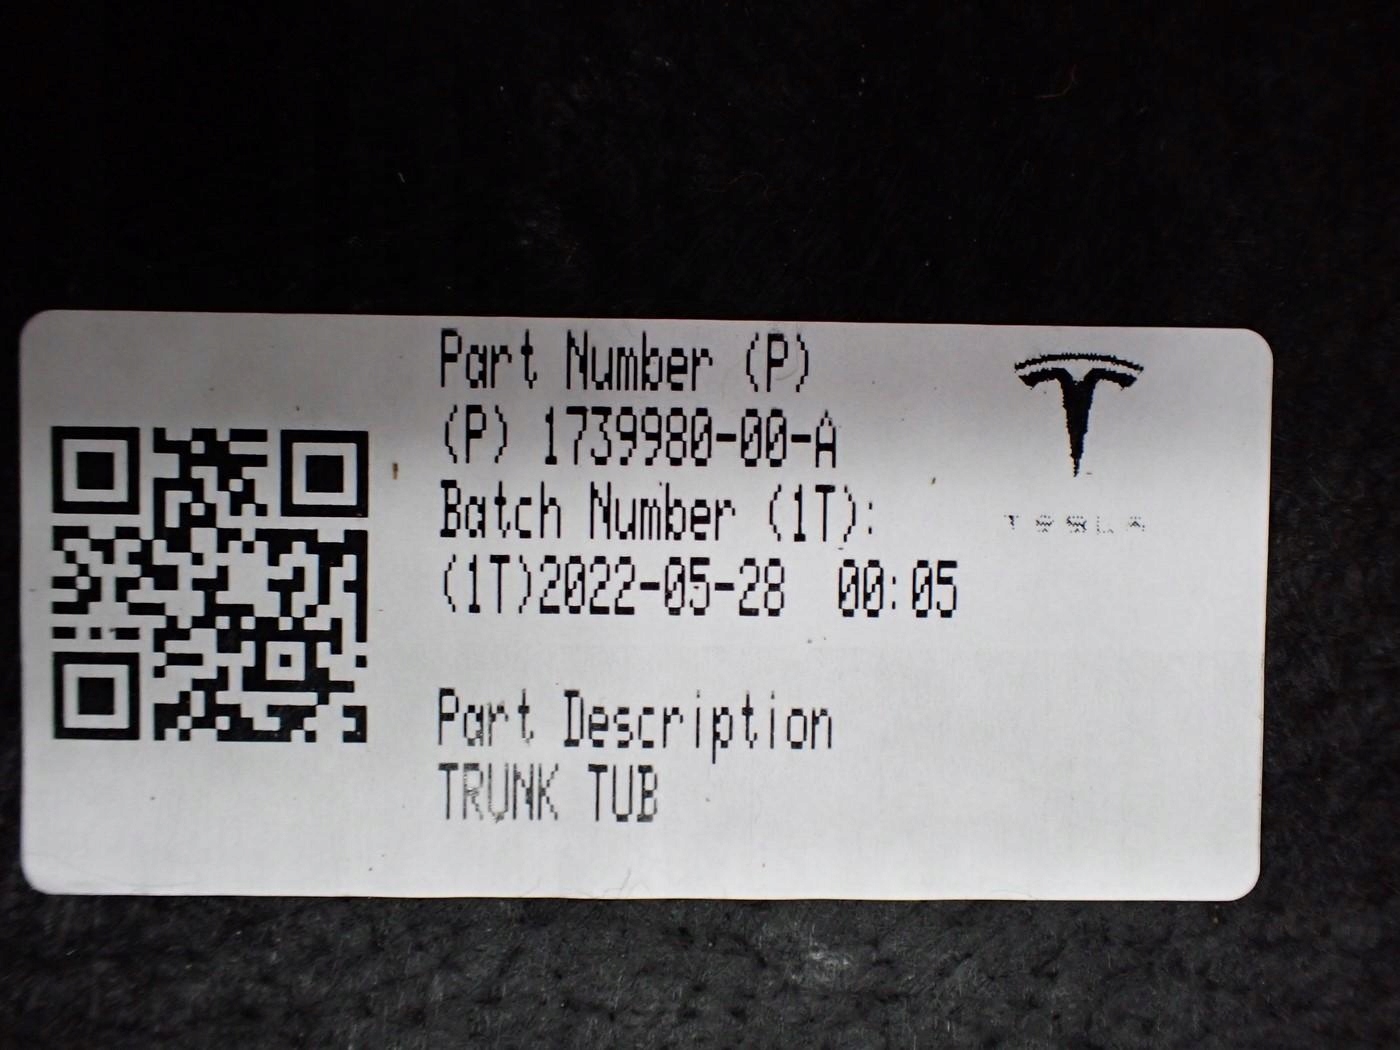 Part Number (P)
(P) 1739980-00-A
Batch Number (1T):
(1T)2022-05-28 00:05
Part Description
TRUNK TUB
TESLA